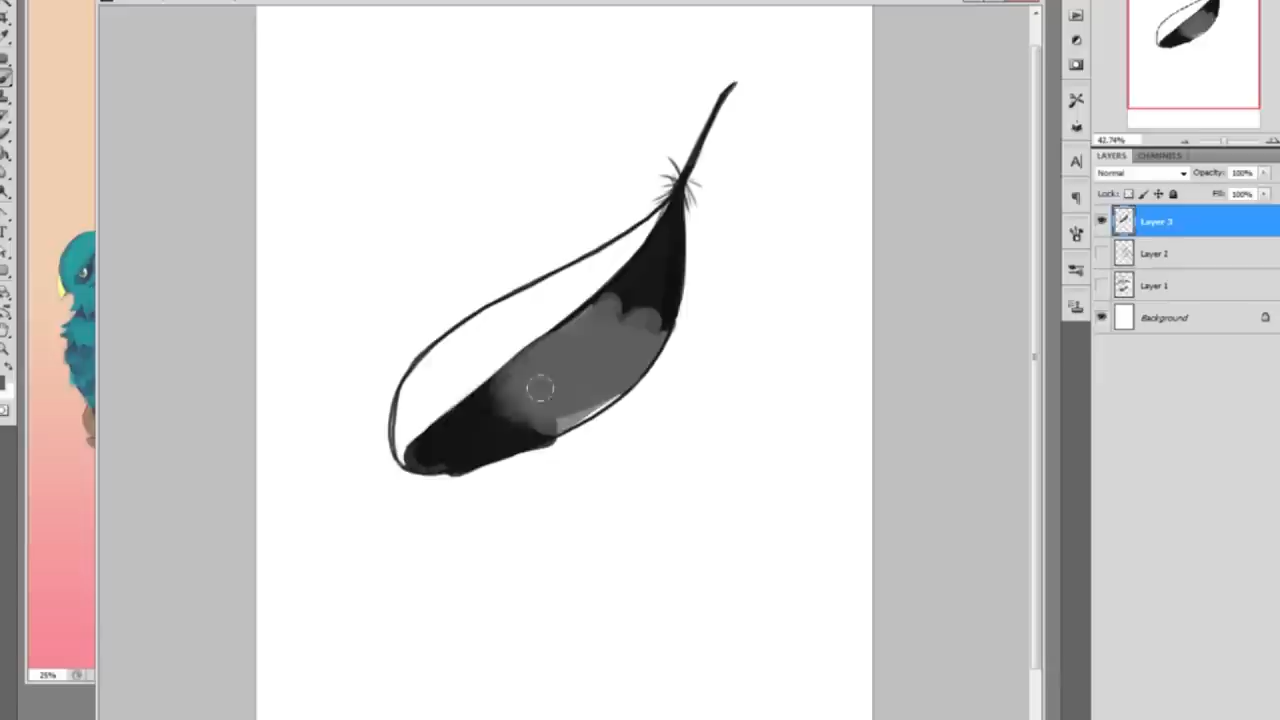 42.74%
LAYERS CHANNELS
Normal Opacity: 100%
Lock: Fill: 100%
Layer 3
Layer 2
Layer 1
Background
25%